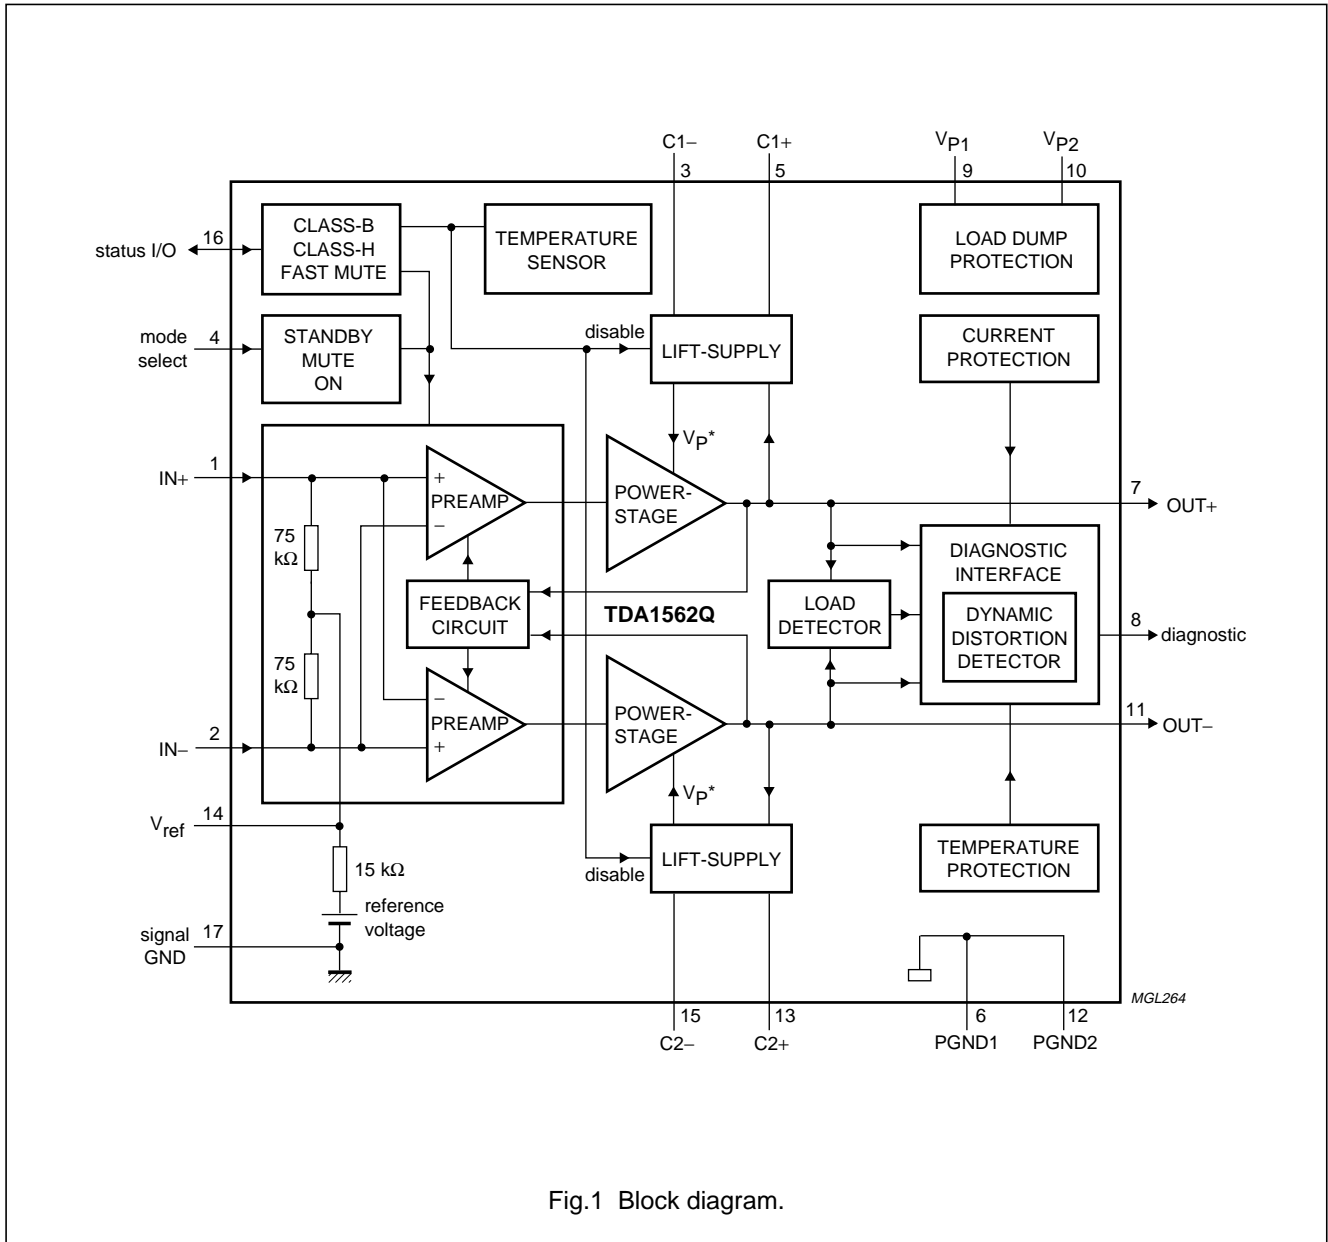 C1−
C1+
VP1
VP2
3
5
9
10
status I/O
16
CLASS-B
CLASS-H
FAST MUTE
TEMPERATURE
SENSOR
LOAD DUMP
PROTECTION
mode
select
4
STANDBY
MUTE
ON
disable
LIFT-SUPPLY
CURRENT
PROTECTION
VP*
IN+
1
+
PREAMP
−
POWER-
STAGE
7
OUT+
75
kΩ
FEEDBACK
CIRCUIT
TDA1562Q
LOAD
DETECTOR
DIAGNOSTIC
INTERFACE
DYNAMIC
DISTORTION
DETECTOR
8
diagnostic
75
kΩ
−
PREAMP
+
POWER-
STAGE
11
OUT−
IN−
2
VP*
Vref
14
15 kΩ
disable
LIFT-SUPPLY
TEMPERATURE
PROTECTION
reference
voltage
signal
GND
17
MGL264
15
13
6
12
C2−
C2+
PGND1
PGND2
Fig.1 Block diagram.